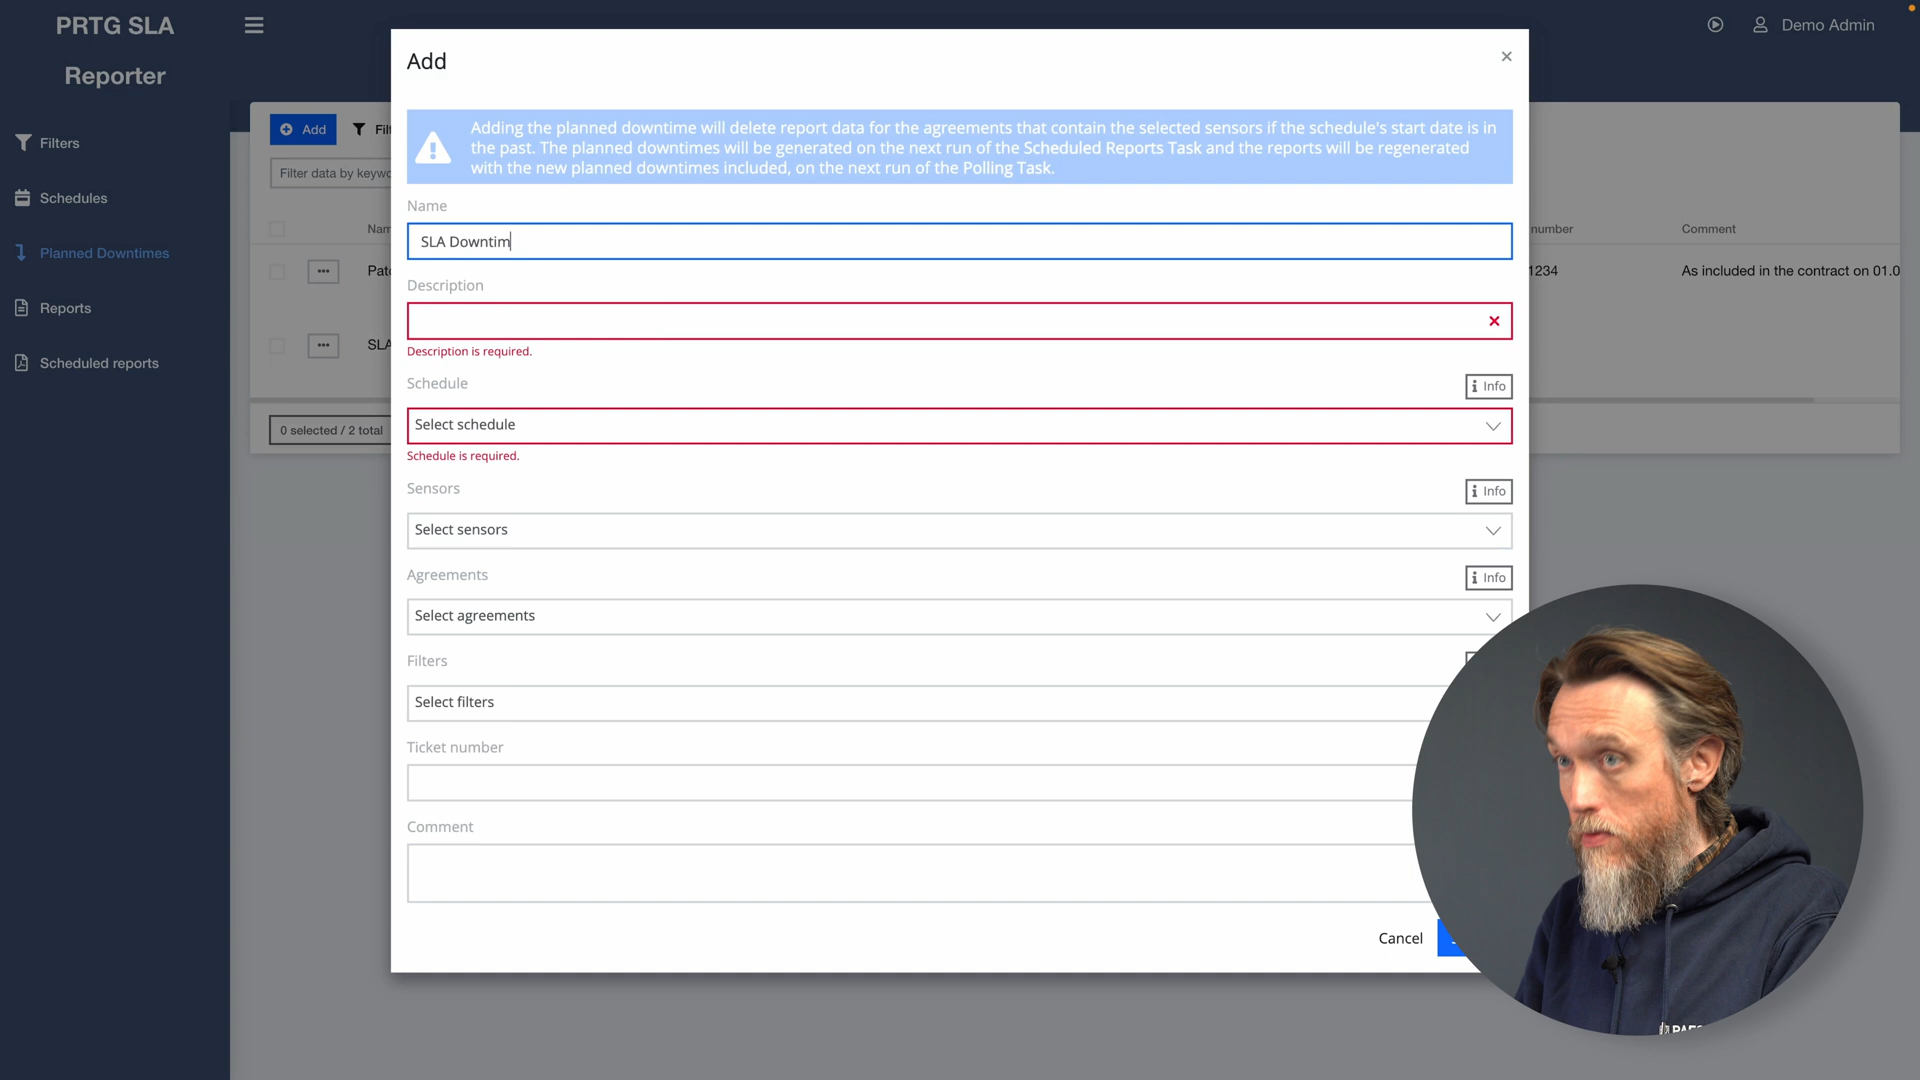 PRTG SLA
Reporter
Demo Admin
Filters
Schedules
Planned Downtimes
Reports
Scheduled reports
Add
Filter data by
0 selected / 2 total
number
Comment
1234
As included in the contract on
Add
Adding the planned downtime will delete report data for the agreements that contain the selected sensors if the schedule's start date is in
the past. The planned downtimes will be generated on the next run of the Scheduled Reports Task and the reports will be regenerated
with the new planned downtimes included, on the next run of the Polling Task.
Name
SLA Downtim
Description
Description is required.
Schedule
Info
Select schedule
Schedule is required.
Sensors
Info
Select sensors
Agreements
Info
Select agreements
Filters
Select filters
Ticket number
Comment
Cancel